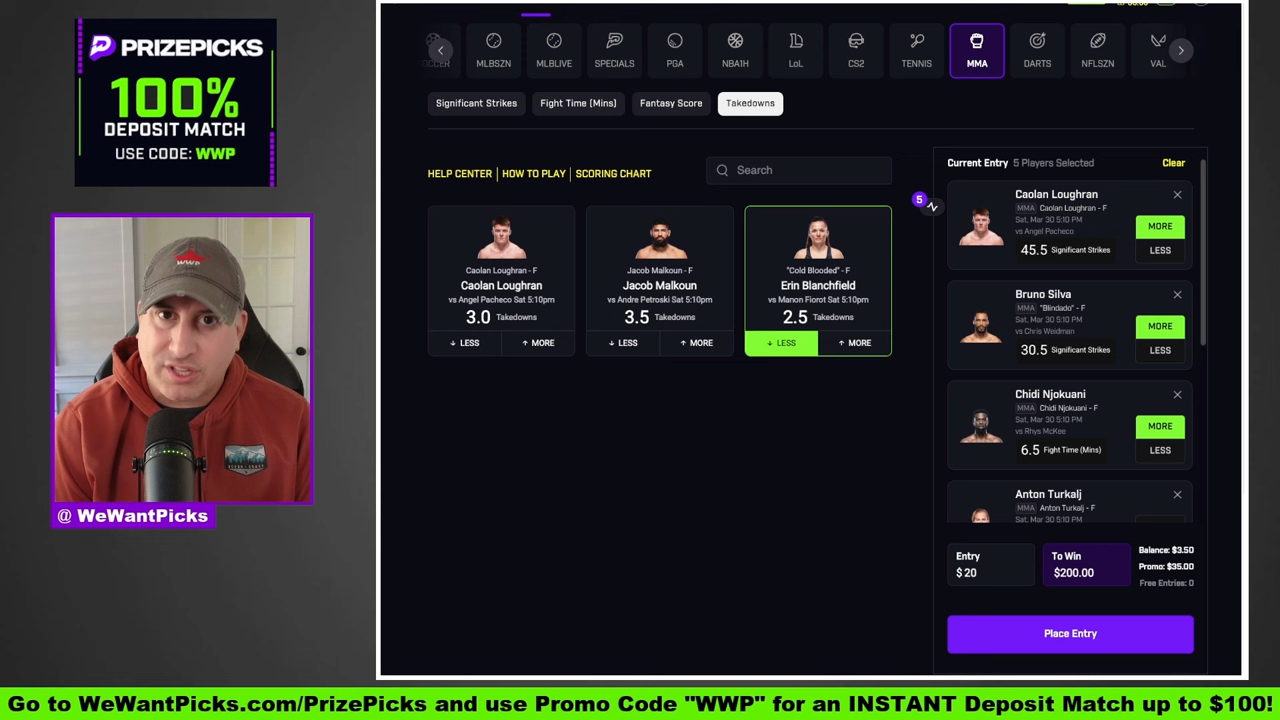 PRIZEPICKS
100%
DEPOSIT MATCH
USE CODE: WWP
WWP
@ WeWantPicks
MLBSZN
MLBLIVE
SPECIALS
PGA
NBA1H
LoL
CS2
TENNIS
MMA
DARTS
NFLSZN
VAL
Significant Strikes
Fight Time (Mins)
Fantasy Score
Takedowns
HELP CENTER | HOW TO PLAY | SCORING CHART
Search
Caolan Loughran - F
Caolan Loughran
vs Angel Pacheco Sat 5:10pm
3.0 Takedowns
↓ LESS
↑ MORE
Jacob Malkoun - F
Jacob Malkoun
vs Andre Petroski Sat 5:10pm
3.5 Takedowns
↓ LESS
↑ MORE
"Cold Blooded" - F
Erin Blanchfield
vs Manon Fiorot Sat 5:10pm
2.5 Takedowns
↓ LESS
↑ MORE
Current Entry 5 Players Selected
Clear
5
Caolan Loughran
MMA Caolan Loughran - F
Sat, Mar 30 5:10 PM
vs Angel Pacheco
45.5 Significant Strikes
MORE
LESS
Bruno Silva
MMA "Blindado" - F
Sat, Mar 30 5:10 PM
vs Chris Weidman
30.5 Significant Strikes
MORE
LESS
Chidi Njokuani
MMA Chidi Njokuani - F
Sat, Mar 30 5:10 PM
vs Rhys McKee
6.5 Fight Time (Mins)
MORE
LESS
Anton Turkalj
MMA Anton Turkalj - F
Sat, Mar 30 5:10 PM
Entry
$ 20
To Win
$200.00
Balance: $3.50
Promo: $35.00
Free Entries: 0
Place Entry
Go to WeWantPicks.com/PrizePicks and use Promo Code "WWP" for an INSTANT Deposit Match up to $100!